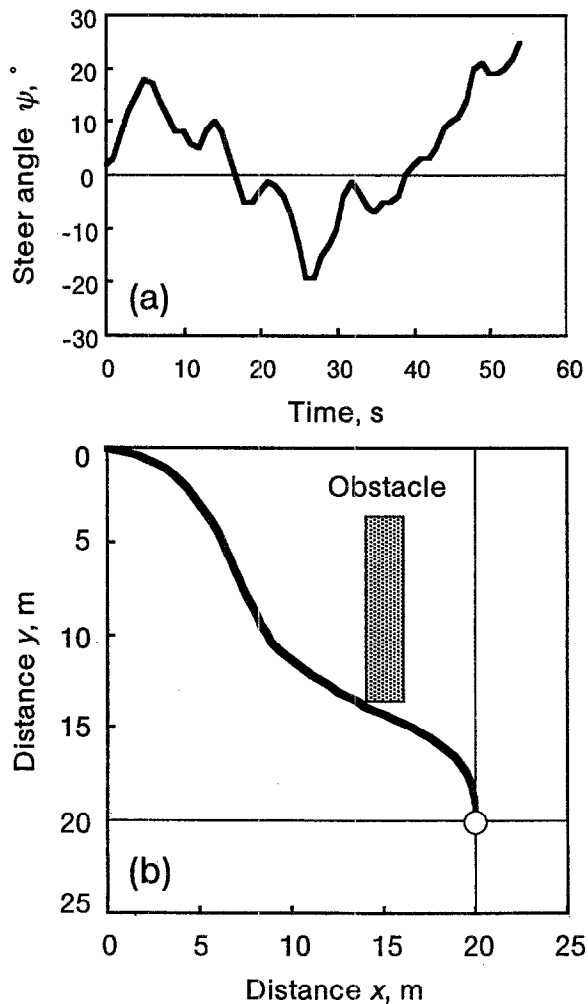 30
20
10
0
-10
-20
-30
Steer angle ψ, °
(a)
0 10 20 30 40 50 60
Time, s
0
5
10
15
20
25
Distance y, m
Obstacle
(b)
0 5 10 15 20 25
Distance x, m